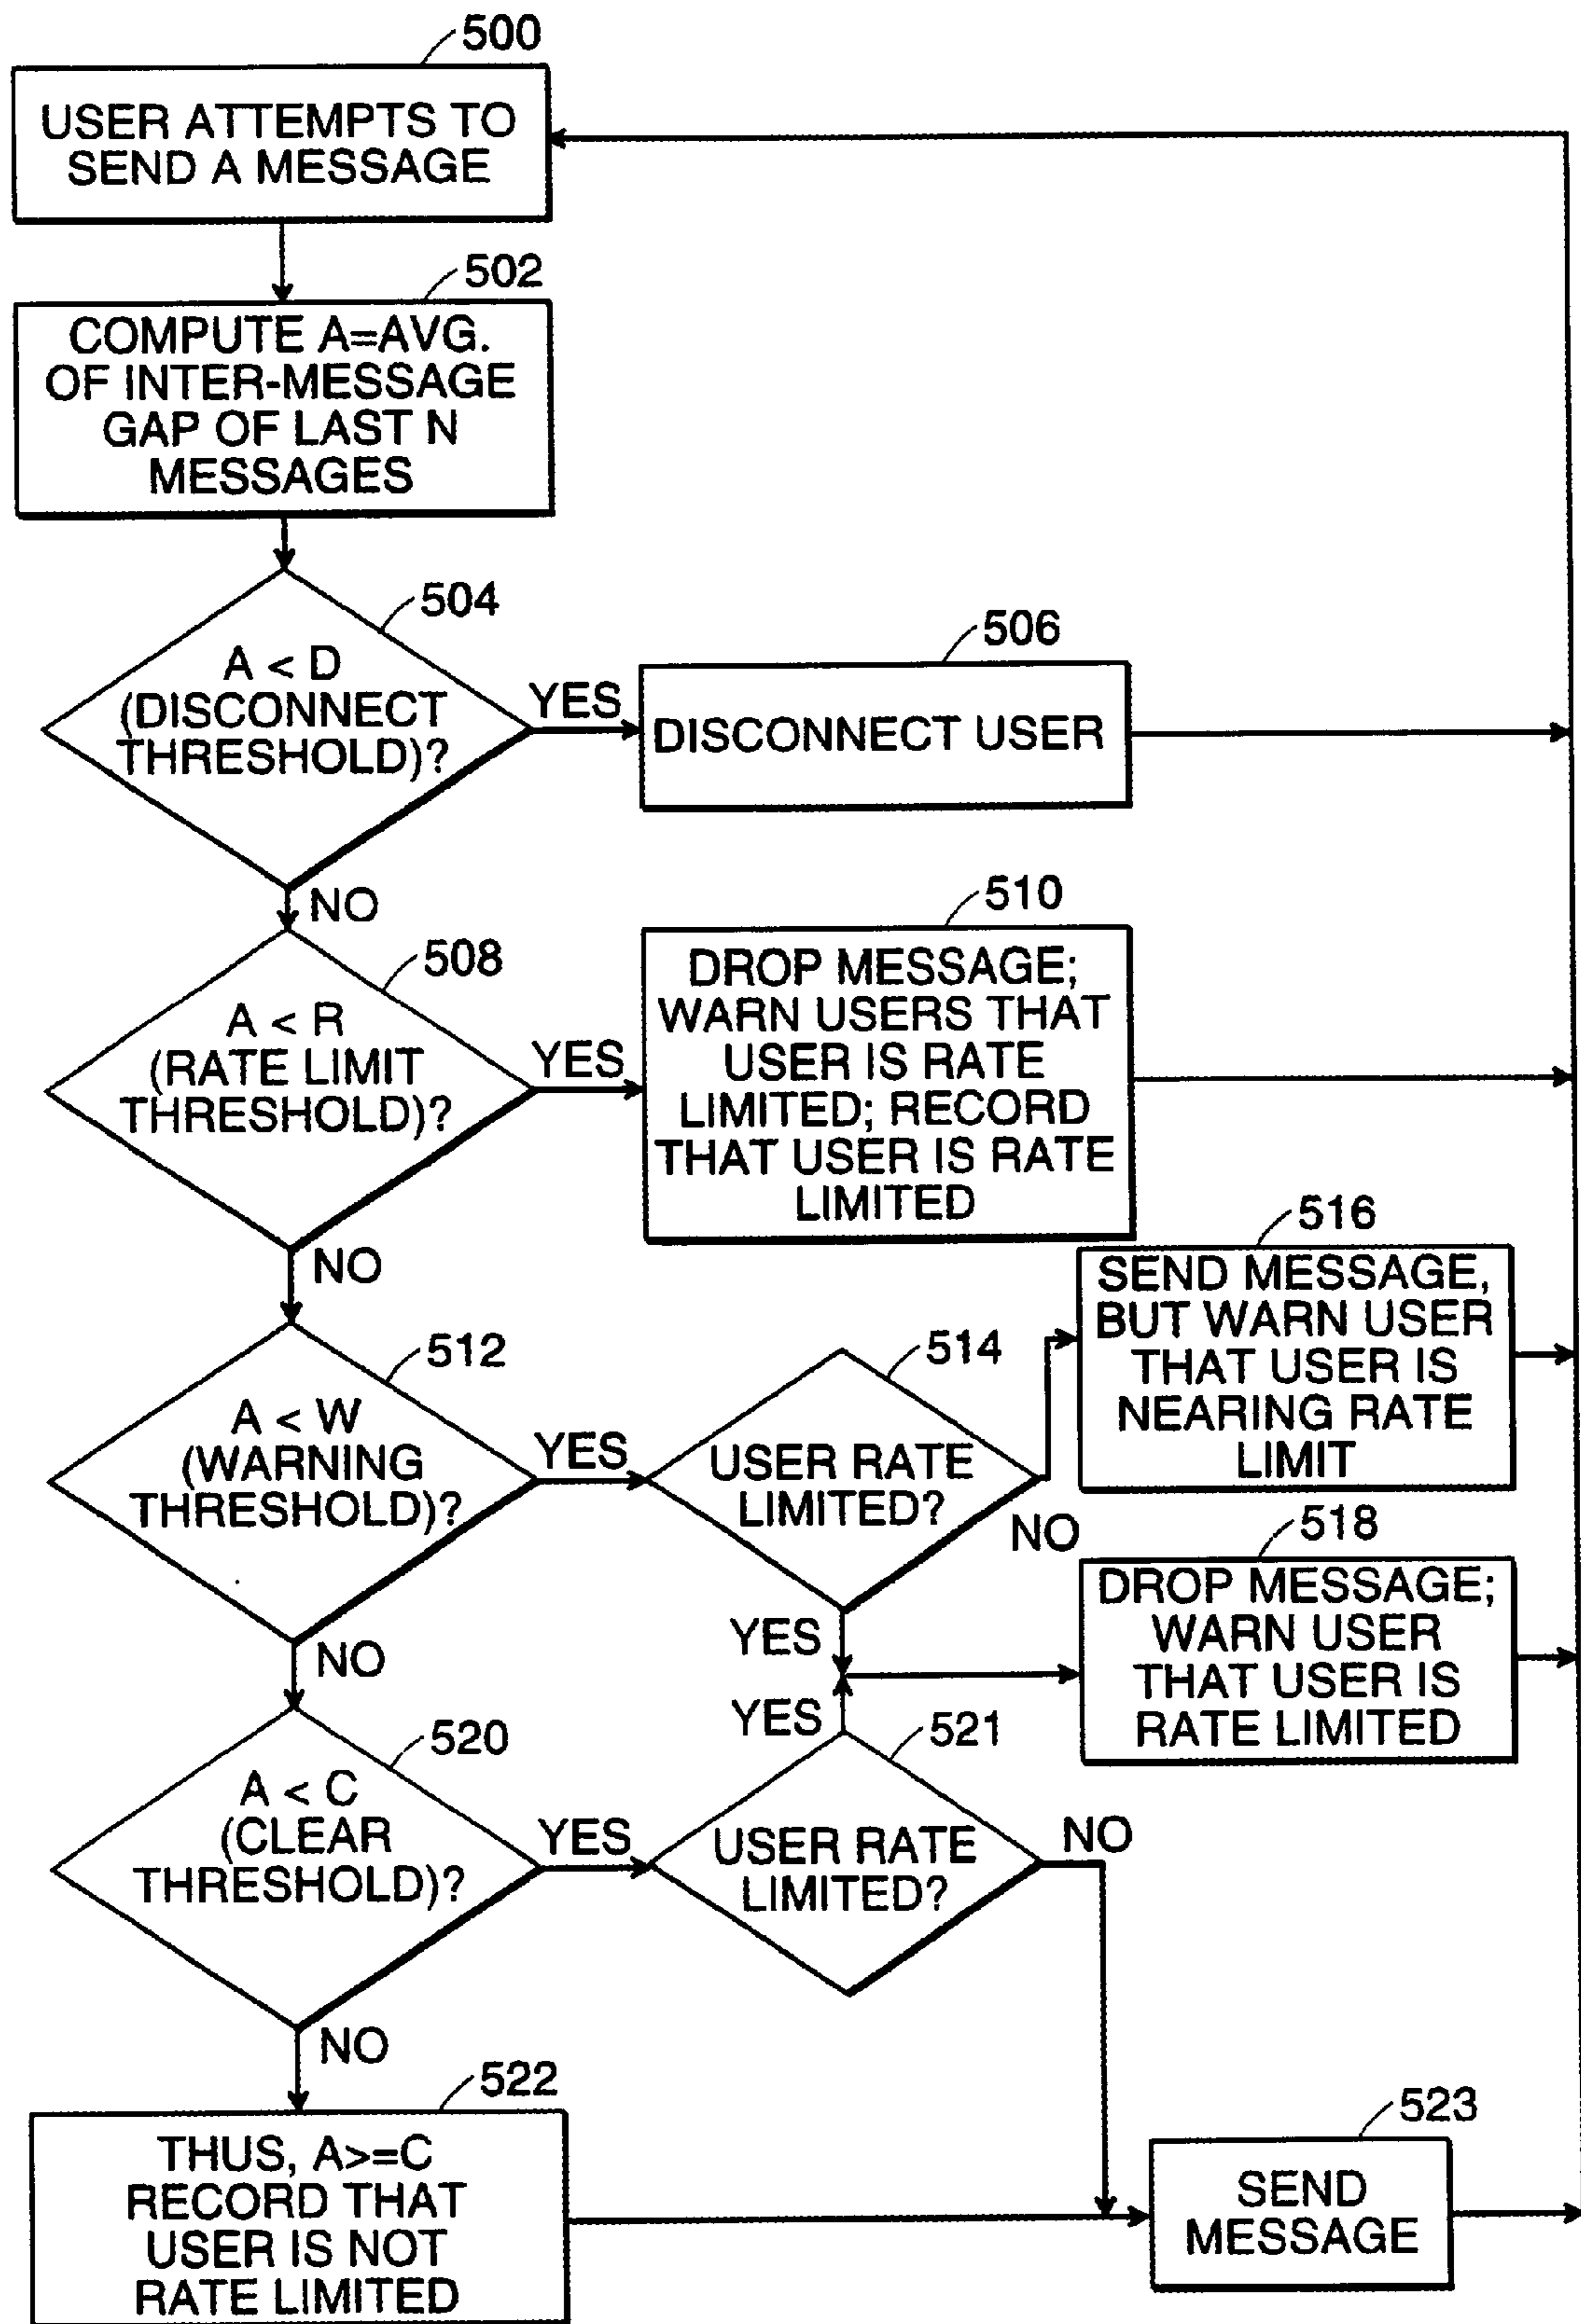 500
USER ATTEMPTS TO
SEND A MESSAGE
502
COMPUTE A=AVG.
OF INTER-MESSAGE
GAP OF LAST N
MESSAGES
504
A < D
(DISCONNECT
THRESHOLD)?
YES
506
DISCONNECT USER
NO
508
A < R
(RATE LIMIT
THRESHOLD)?
YES
510
DROP MESSAGE;
WARN USERS THAT
USER IS RATE
LIMITED; RECORD
THAT USER IS RATE
LIMITED
NO
512
A < W
(WARNING
THRESHOLD)?
YES
514
USER RATE
LIMITED?
NO
516
SEND MESSAGE,
BUT WARN USER
THAT USER IS
NEARING RATE
LIMIT
YES
518
DROP MESSAGE;
WARN USER
THAT USER IS
RATE LIMITED
NO
520
A < C
(CLEAR
THRESHOLD)?
YES
YES
521
USER RATE
LIMITED?
NO
NO
522
THUS, A>=C
RECORD THAT
USER IS NOT
RATE LIMITED
523
SEND
MESSAGE